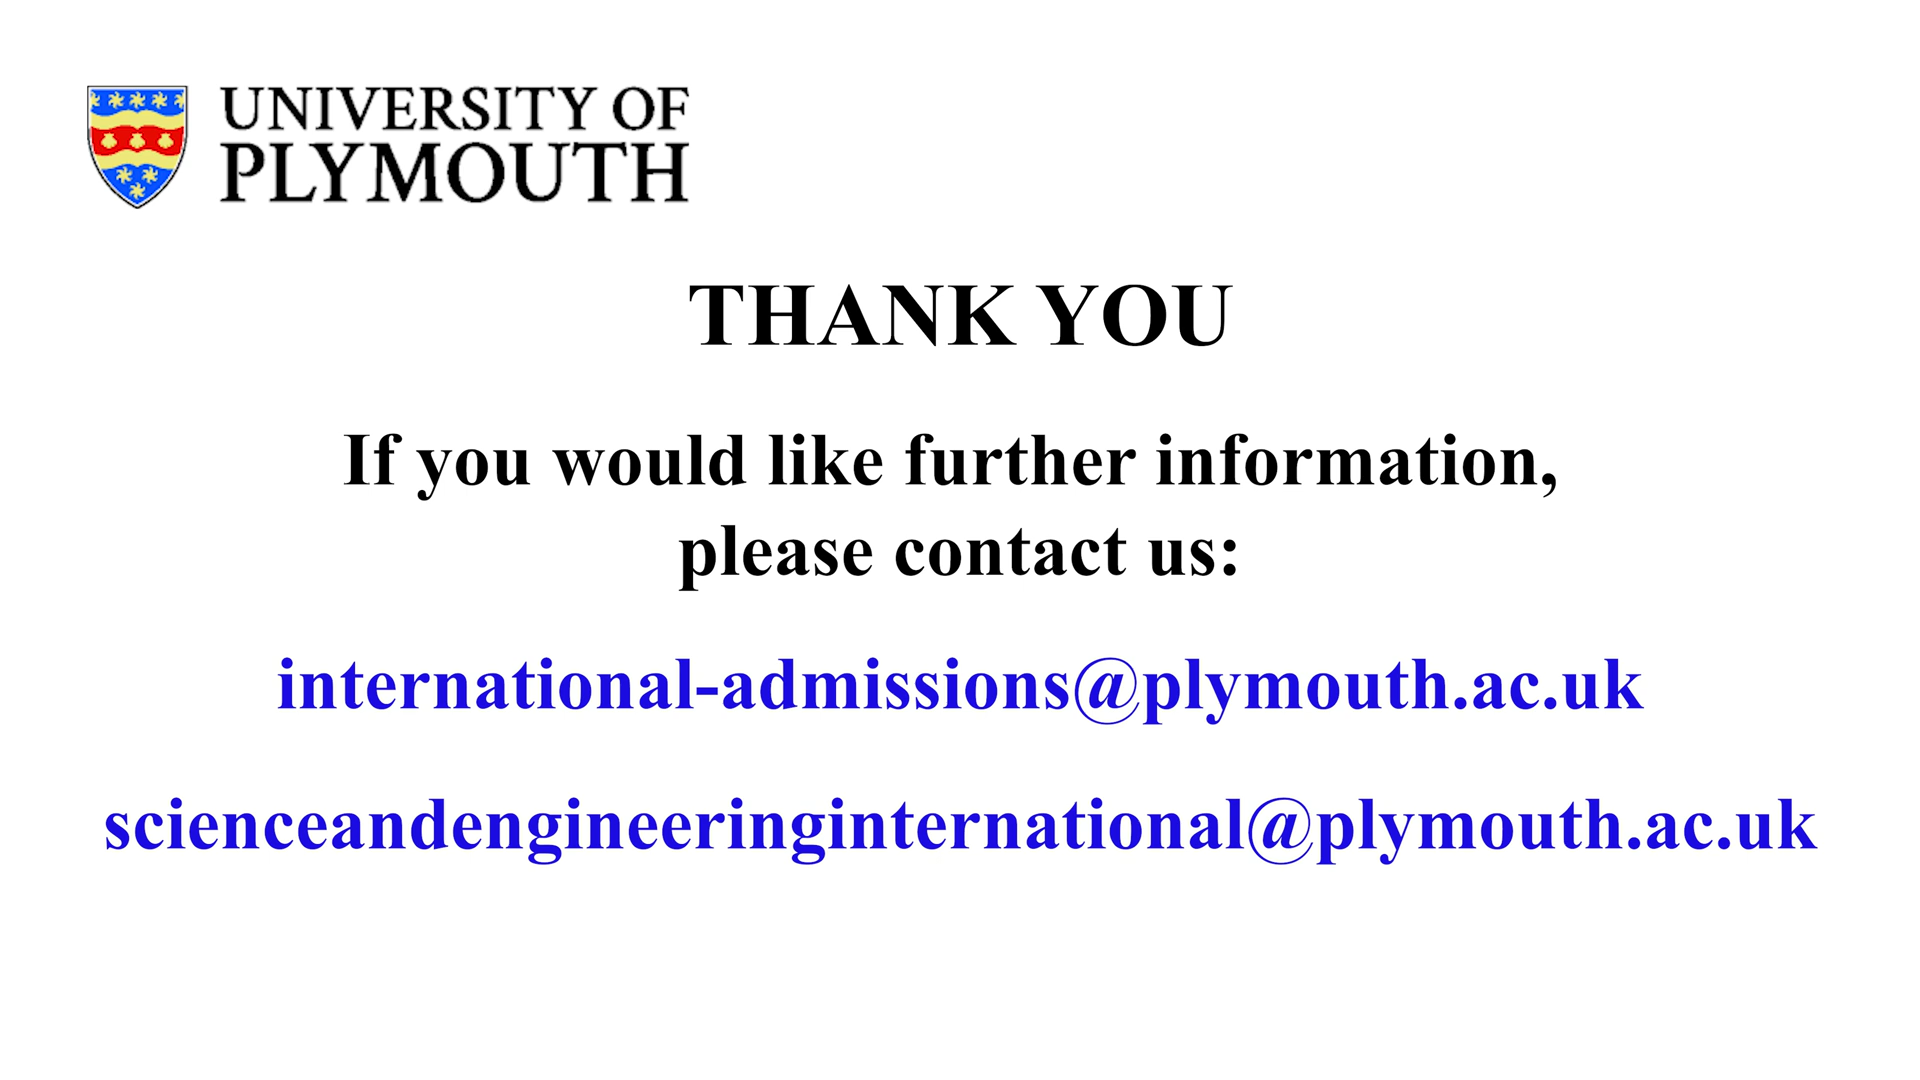 UNIVERSITY OF
PLYMOUTH
THANK YOU
If you would like further information,
please contact us:
international-admissions@plymouth.ac.uk
scienceandengineeringinternational@plymouth.ac.uk